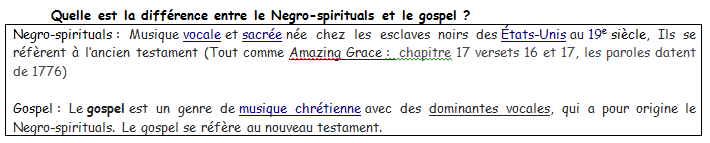 Quelle est la différence entre le Negro-spirituals et le gospel ?
Negro-spirituals : Musique vocale et sacrée née chez les esclaves noirs des États-Unis au 19e siècle, Ils se
réfèrent à l'ancien testament (Tout comme Amazing Grace : chapitre 17 versets 16 et 17, les paroles datent
de 1776)
Gospel : Le gospel est un genre de musique chrétienne avec des dominantes vocales, qui a pour origine le
Negro-spirituals. Le gospel se réfère au nouveau testament.